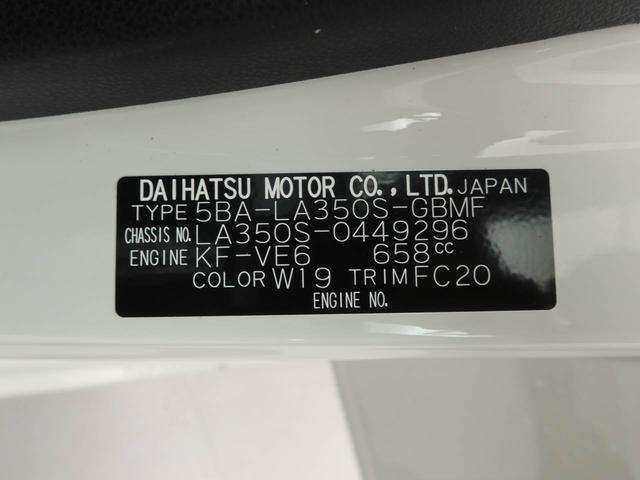 DAIHATSU MOTOR CO.,LTD. JAPAN
TYPE 5BA-LA350S-GBMF
CHASSIS NO. LA350S-0449296
ENGINE KF-VE6 658cc
COLOR W19 TRIM FC20
ENGINE NO.